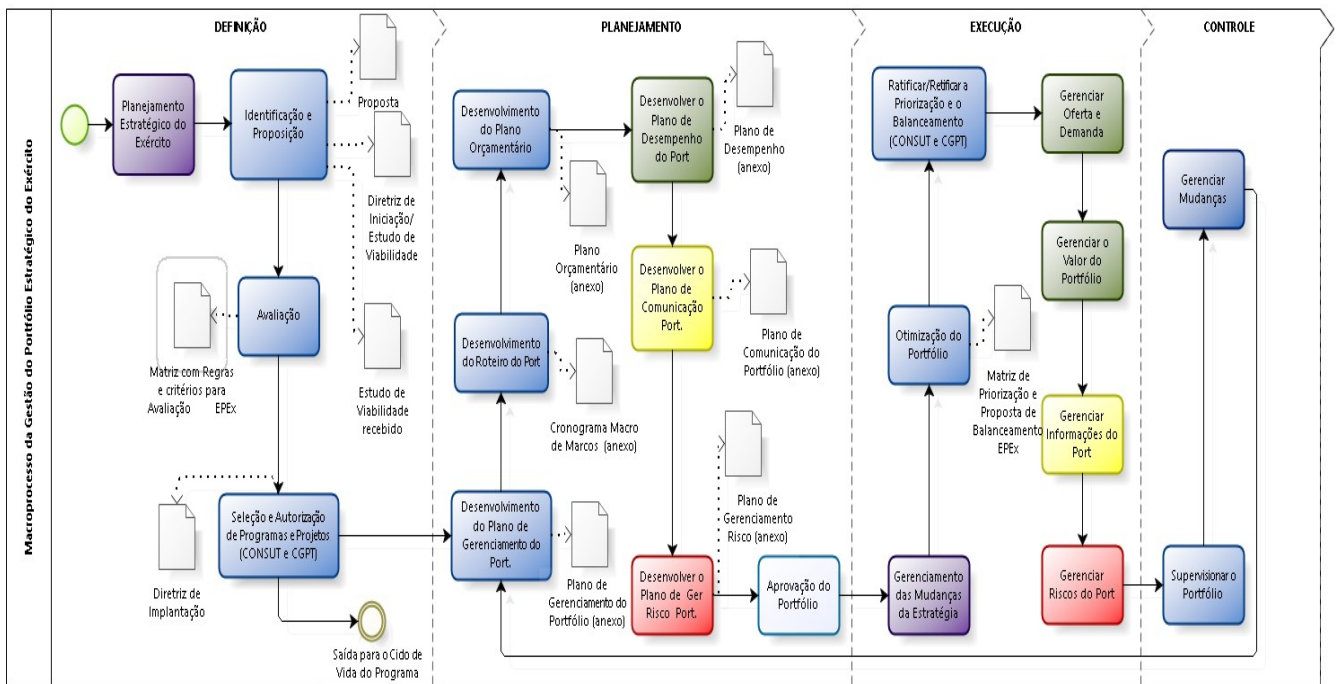 Macroprocesso da Gestão do Portfólio Estratégico do Exército
DEFINIÇÃO
Planejamento
Estratégico do
Exército
Identificação e
Proposição
Proposta
Diretriz de
Iniciação/
Estudo de
Viabilidade
Avaliação
Matriz com Regras
e critérios para
Avaliação EPEx
Estudo de
Viabilidade
recebido
Seleção e Autorização
de Programas e Projetos
(CONSUT e CGPT)
Diretriz de
Implantação
Saída para o Ciclo de
Vida do Programa
PLANEJAMENTO
Desenvolvimento
do Plano
Orçamentário
Plano
Orçamentário
(anexo)
Desenvolver o
Plano de
Desempenho
do Port
Plano de
Desempenho
(anexo)
Desenvolver o
Plano de
Comunicação
Port.
Plano de
Comunicação do
Portfólio (anexo)
Desenvolvimento
do Roteiro do Port
Cronograma Macro
de Marcos (anexo)
Desenvolvimento
do Plano de
Gerenciamento do
Port.
Plano de
Gerenciamento do
Portfólio (anexo)
Plano de
Gerenciamento
Risco (anexo)
Desenvolver o
Plano de Ger
Risco Port.
Aprovação do
Portfólio
EXECUÇÃO
Ratificar/Retificar a
Priorização e o
Balanceamento
(CONSUT e CGPT)
Gerenciar
Oferta e
Demanda
Gerenciar o
Valor do
Portfólio
Otimização do
Portfólio
Matriz de
Priorização e
Proposta de
Balanceamento
EPEx
Gerenciar
Informações do
Port
Gerenciamento
das Mudanças
da Estratégia
Gerenciar
Riscos do Port
CONTROLE
Gerenciar
Mudanças
Supervisionar o
Portfólio